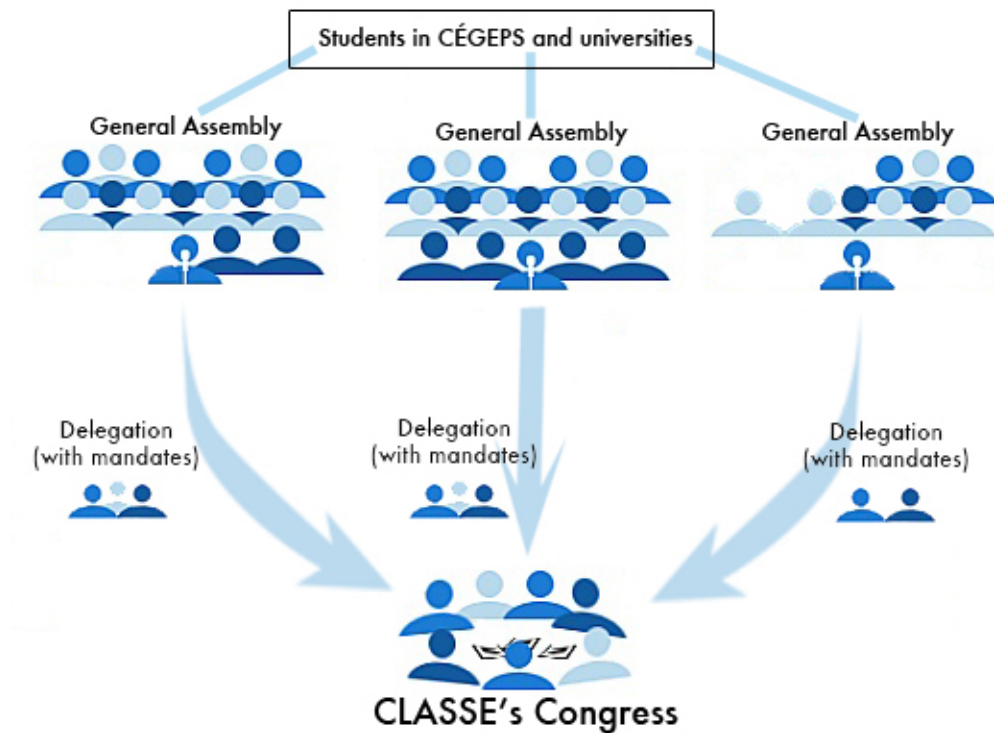 Students in CÉGEPS and universities
General Assembly
General Assembly
General Assembly
Delegation
(with mandates)
Delegation
(with mandates)
Delegation
(with mandates)
CLASSE's Congress